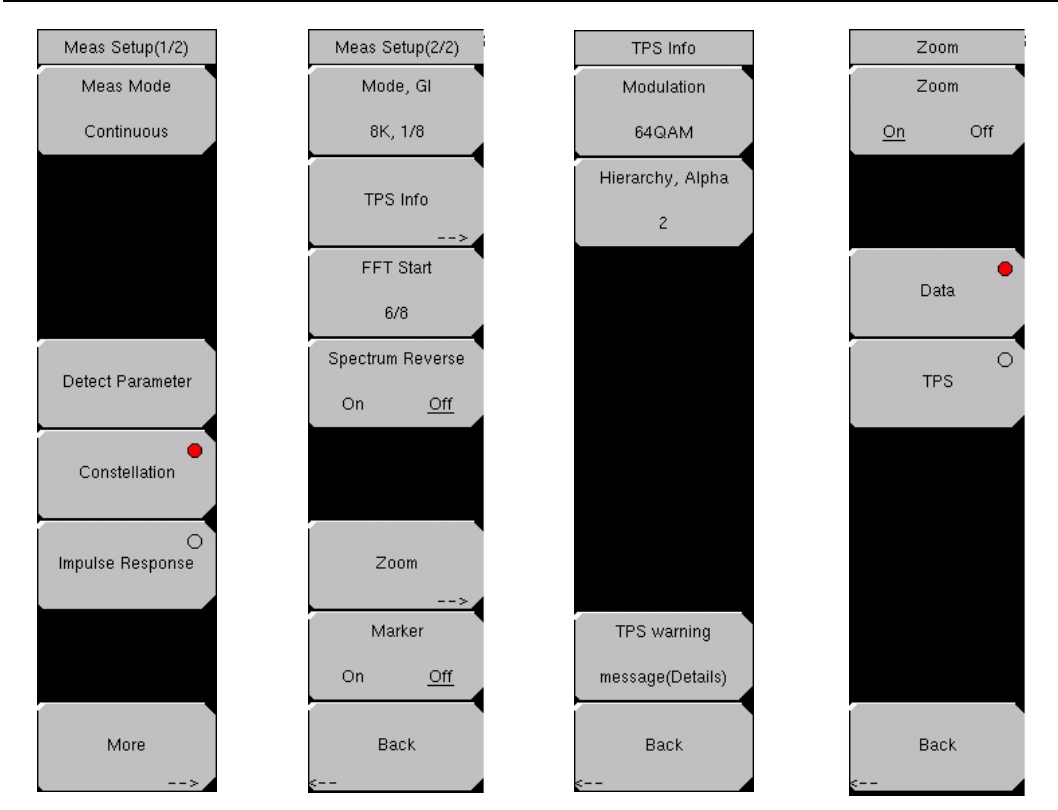 Meas Setup(1/2)
Meas Mode
Continuous
Detect Parameter
Constellation
Impulse Response
More
-->
Meas Setup(2/2)
Mode, GI
8K, 1/8
TPS Info
-->
FFT Start
6/8
Spectrum Reverse
On Off
Zoom
-->
Marker
On Off
Back
<--
TPS Info
Modulation
64QAM
Hierarchy, Alpha
2
TPS warning
message(Details)
Back
<--
Zoom
Zoom
On Off
Data
TPS
Back
<--